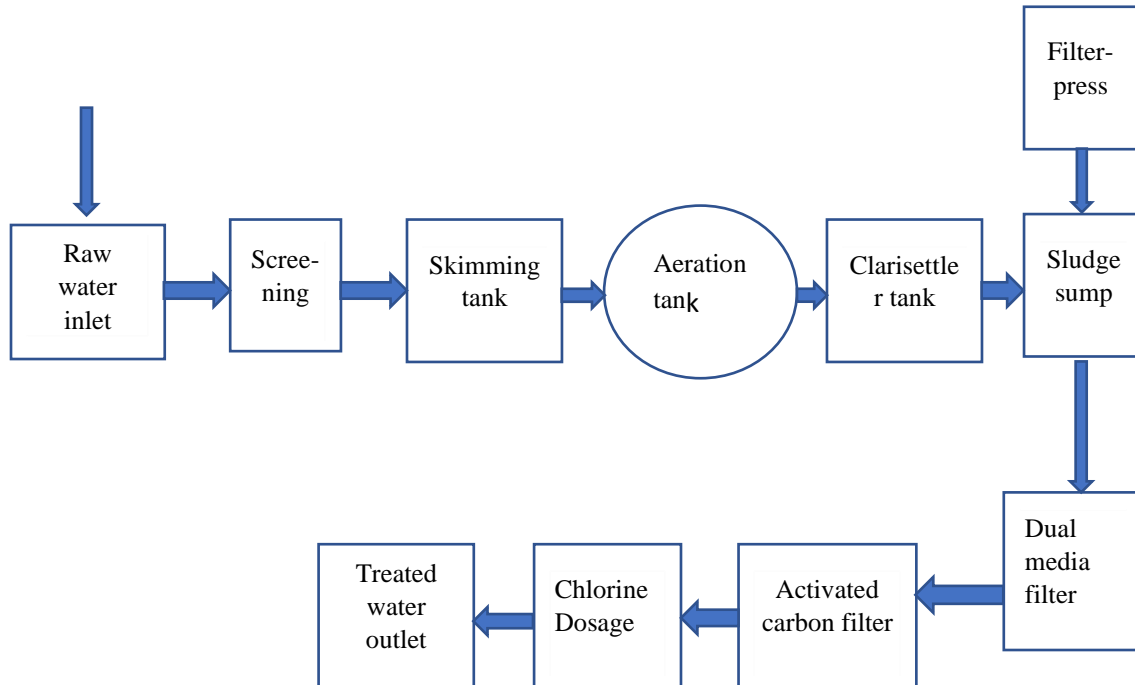 Filter-
press
Raw
water
inlet
Scree-
ning
Skimming
tank
Aeration
tank
Clarisettle
r tank
Sludge
sump
Dual
media
filter
Activated
carbon filter
Chlorine
Dosage
Treated
water
outlet